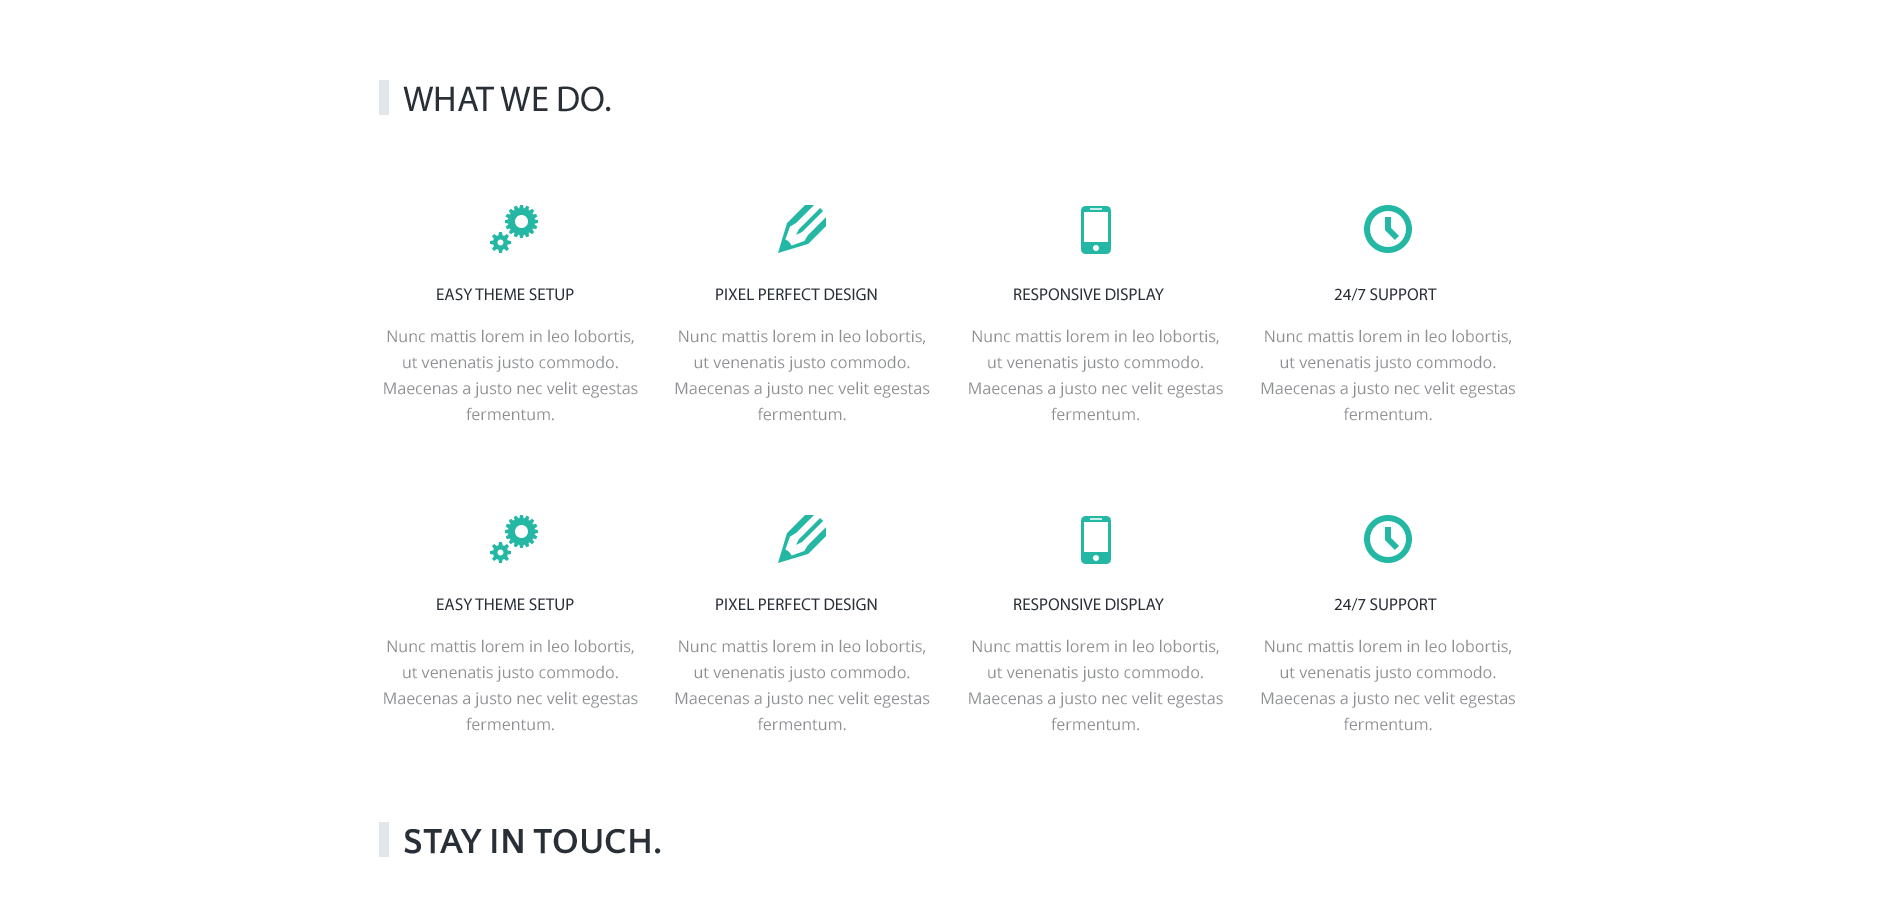 WHAT WE DO.
EASY THEME SETUP
Nunc mattis lorem in leo lobortis,
ut venenatis justo commodo.
Maecenas a justo nec velit egestas
fermentum.
PIXEL PERFECT DESIGN
Nunc mattis lorem in leo lobortis,
ut venenatis justo commodo.
Maecenas a justo nec velit egestas
fermentum.
RESPONSIVE DISPLAY
Nunc mattis lorem in leo lobortis,
ut venenatis justo commodo.
Maecenas a justo nec velit egestas
fermentum.
24/7 SUPPORT
Nunc mattis lorem in leo lobortis,
ut venenatis justo commodo.
Maecenas a justo nec velit egestas
fermentum.
EASY THEME SETUP
Nunc mattis lorem in leo lobortis,
ut venenatis justo commodo.
Maecenas a justo nec velit egestas
fermentum.
PIXEL PERFECT DESIGN
Nunc mattis lorem in leo lobortis,
ut venenatis justo commodo.
Maecenas a justo nec velit egestas
fermentum.
RESPONSIVE DISPLAY
Nunc mattis lorem in leo lobortis,
ut venenatis justo commodo.
Maecenas a justo nec velit egestas
fermentum.
24/7 SUPPORT
Nunc mattis lorem in leo lobortis,
ut venenatis justo commodo.
Maecenas a justo nec velit egestas
fermentum.
STAY IN TOUCH.